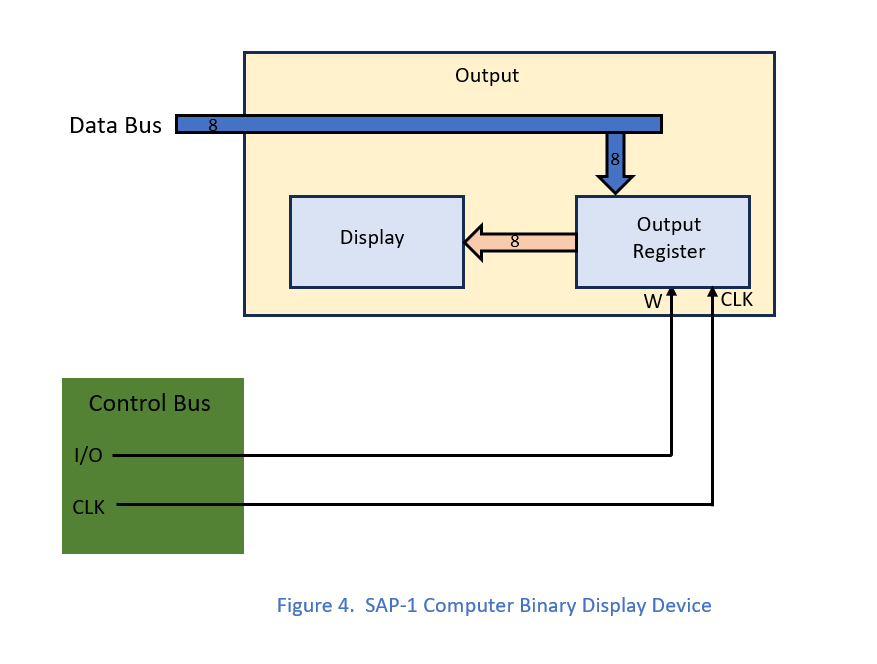 Output
Data Bus
8
8
Display
8
Output
Register
W
CLK
Control Bus
I/O
CLK
Figure 4.  SAP-1 Computer Binary Display Device